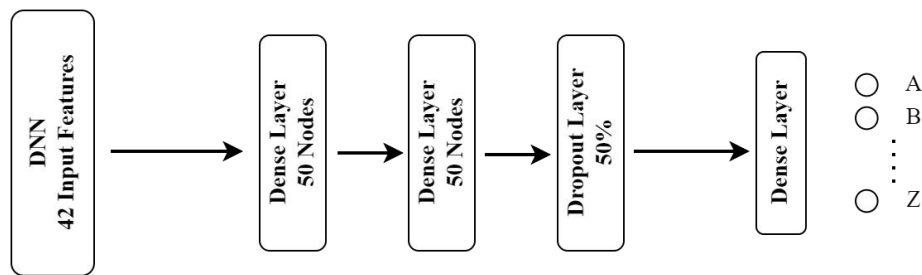 DNN
42 Input Features
Dense Layer
50 Nodes
Dense Layer
50 Nodes
Dropout Layer
50%
Dense Layer
A
B
Z